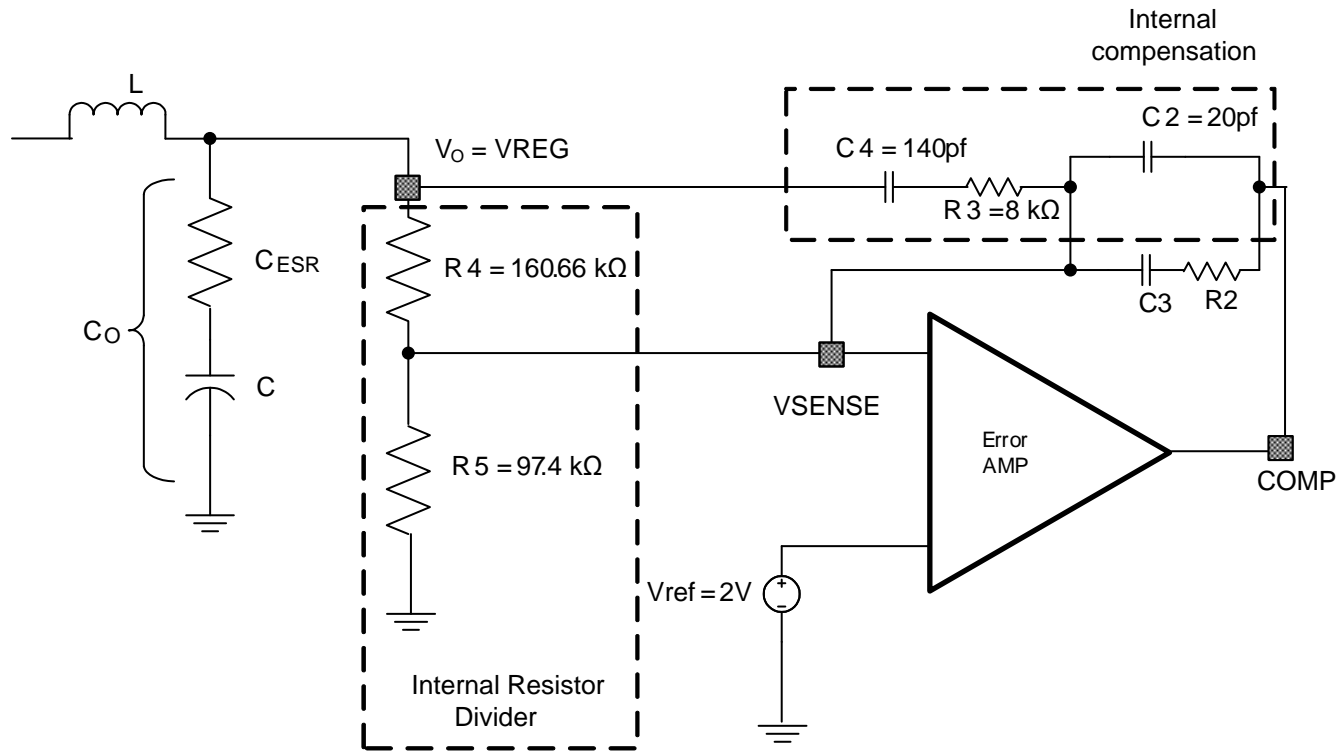 Internal
compensation
L
C 2 = 20pf
V_O = VREG
C 4 = 140pf
R 3 = 8 kΩ
C_ESR
R 4 = 160.66 kΩ
C3
R2
C_O
C
VSENSE
Error
AMP
R 5 = 97.4 kΩ
COMP
Vref = 2V
+
−
Internal Resistor
Divider